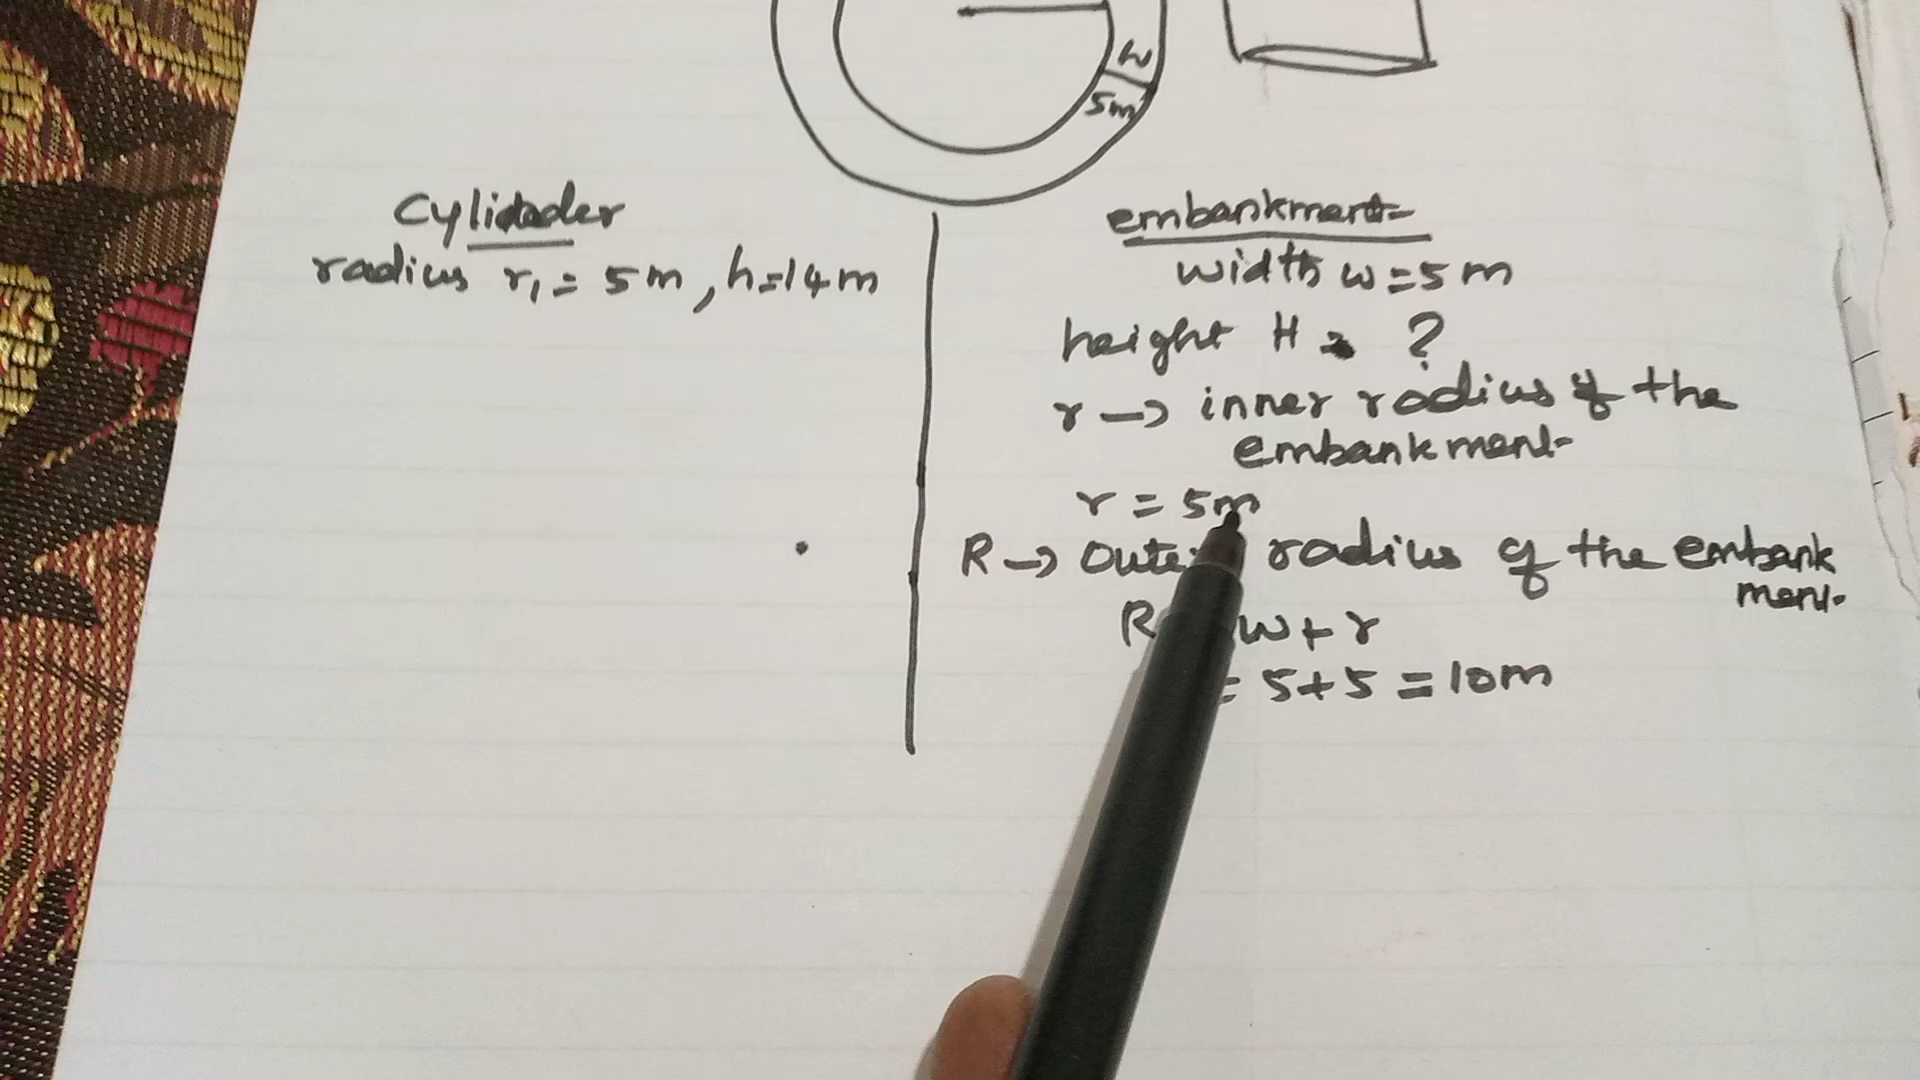 w
5m
Cylinder
radius r₁ = 5m, h=14m
embankment
width w=5m
height H = ?
r → inner radius of the
embankment
r = 5m
R → Outer radius of the embank
ment.
R w + r
= 5+5 = 10m